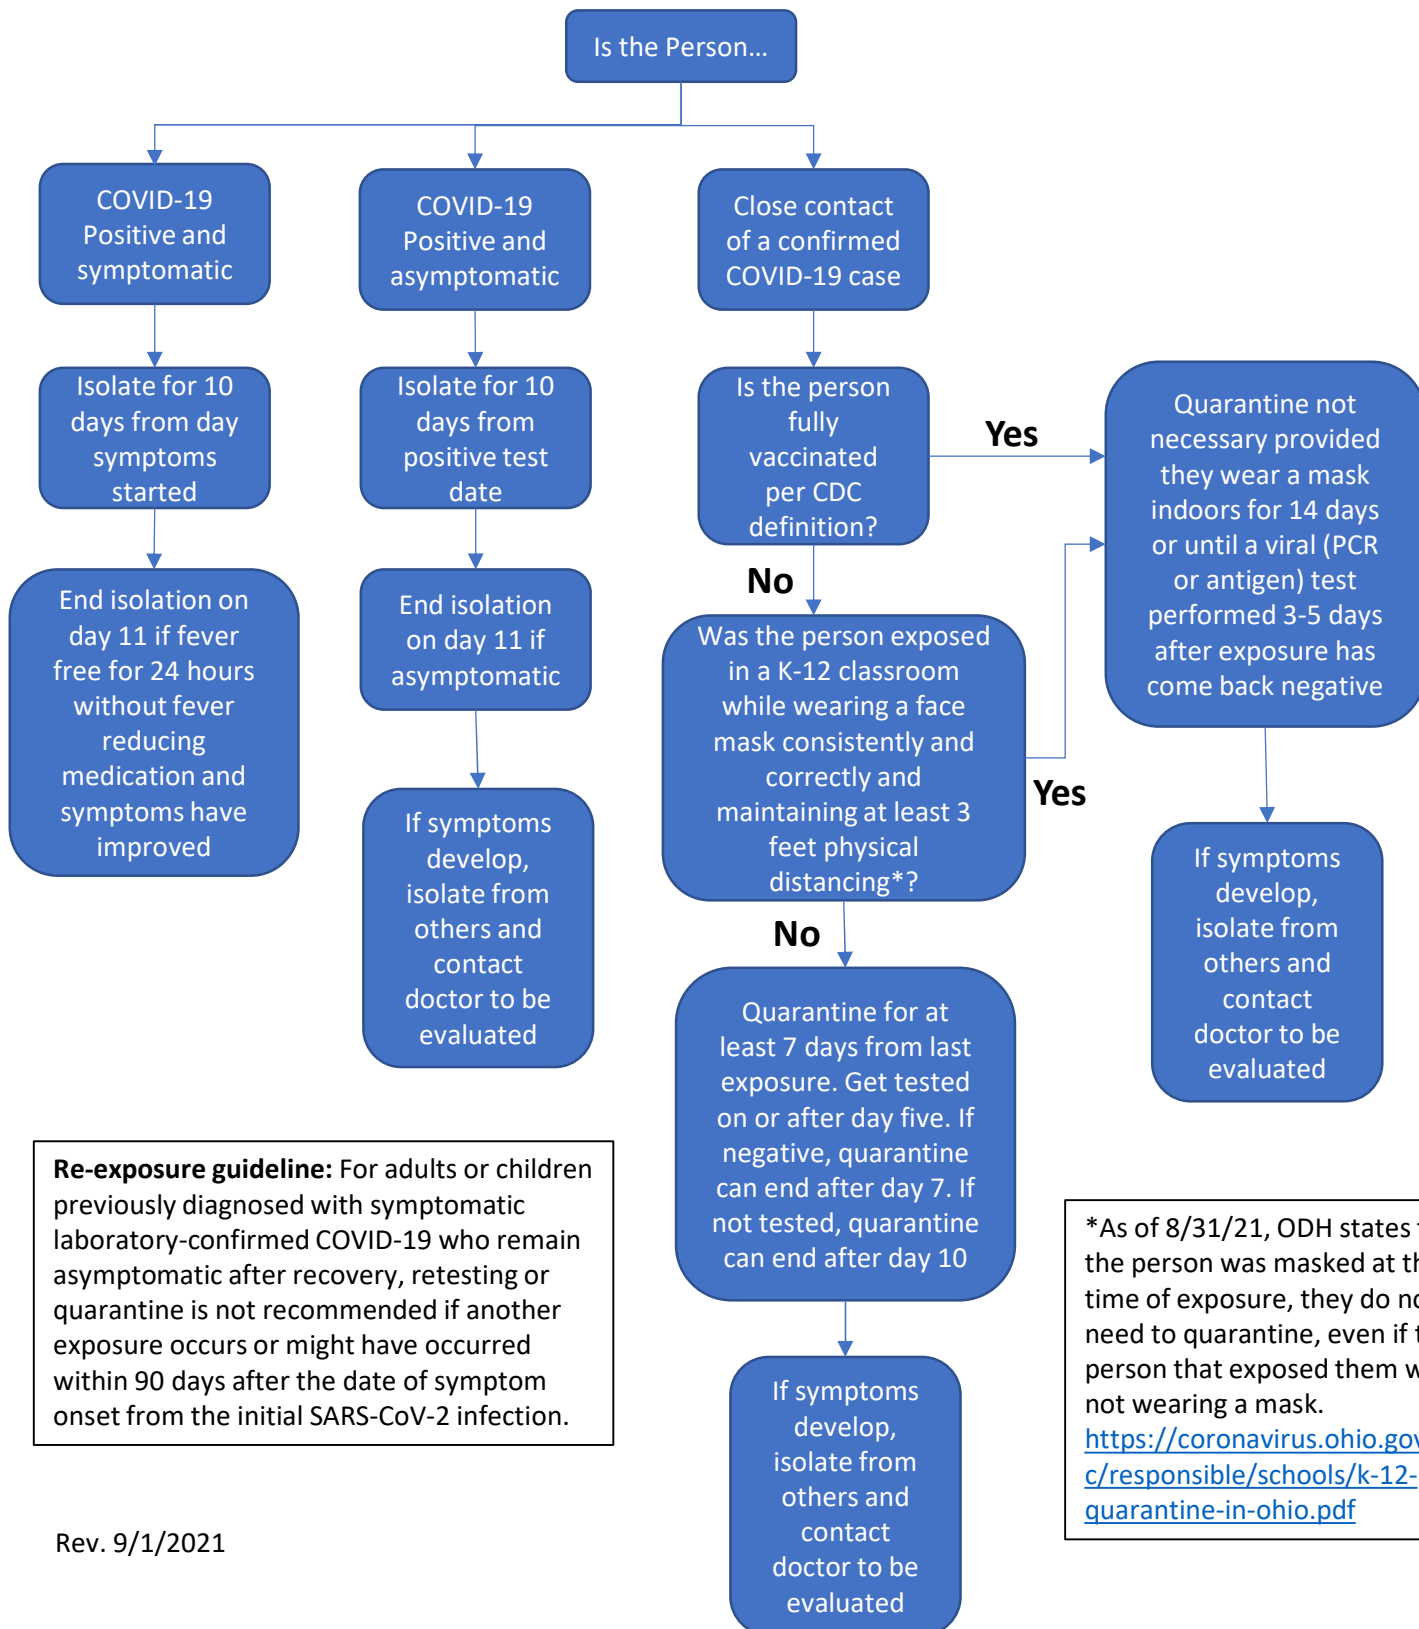 Is the Person...
COVID-19
Positive and
symptomatic
COVID-19
Positive and
asymptomatic
Close contact
of a confirmed
COVID-19 case
Isolate for 10
days from day
symptoms
started
Isolate for 10
days from
positive test
date
Is the person
fully
vaccinated
per CDC
definition?
Yes
Quarantine not
necessary provided
they wear a mask
indoors for 14 days
or until a viral (PCR
or antigen) test
performed 3-5 days
after exposure has
come back negative
No
End isolation on
day 11 if fever
free for 24 hours
without fever
reducing
medication and
symptoms have
improved
End isolation
on day 11 if
asymptomatic
Was the person exposed
in a K-12 classroom
while wearing a face
mask consistently and
correctly and
maintaining at least 3
feet physical
distancing*?
Yes
If symptoms
develop,
isolate from
others and
contact
doctor to be
evaluated
If symptoms
develop,
isolate from
others and
contact
doctor to be
evaluated
No
Quarantine for at
least 7 days from last
exposure. Get tested
on or after day five. If
negative, quarantine
can end after day 7. If
not tested, quarantine
can end after day 10
If symptoms
develop,
isolate from
others and
contact
doctor to be
evaluated
Re-exposure guideline: For adults or children
previously diagnosed with symptomatic
laboratory-confirmed COVID-19 who remain
asymptomatic after recovery, retesting or
quarantine is not recommended if another
exposure occurs or might have occurred
within 90 days after the date of symptom
onset from the initial SARS-CoV-2 infection.
*As of 8/31/21, ODH states
the person was masked at
time of exposure, they do
need to quarantine, even if
person that exposed them
not wearing a mask.
https://coronavirus.ohio.gov
c/responsible/schools/k-12-
quarantine-in-ohio.pdf
Rev. 9/1/2021